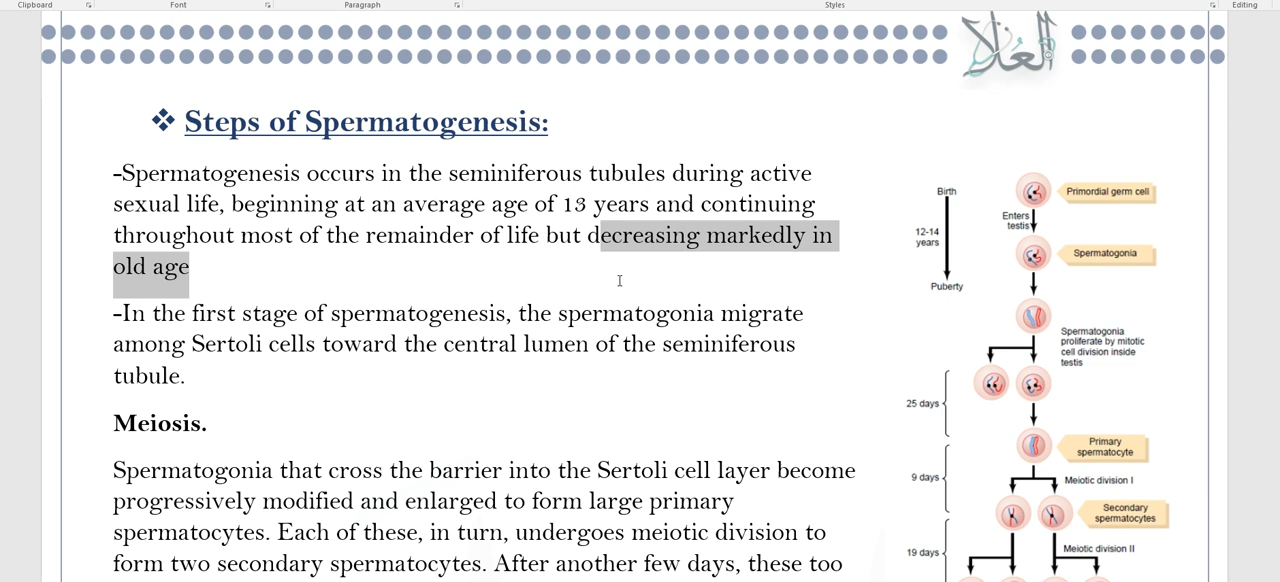 Clipboard
Font
Paragraph
Styles
Editing
العلا
❖ Steps of Spermatogenesis:
-Spermatogenesis occurs in the seminiferous tubules during active
sexual life, beginning at an average age of 13 years and continuing
throughout most of the remainder of life but decreasing markedly in
old age
-In the first stage of spermatogenesis, the spermatogonia migrate
among Sertoli cells toward the central lumen of the seminiferous
tubule.
Meiosis.
Spermatogonia that cross the barrier into the Sertoli cell layer become
progressively modified and enlarged to form large primary
spermatocytes. Each of these, in turn, undergoes meiotic division to
form two secondary spermatocytes. After another few days, these too
Birth
12-14
years
Puberty
Primordial germ cell
Enters
testis
Spermatogonia
Spermatogonia
proliferate by mitotic
cell division inside
testis
25 days
Primary
spermatocyte
9 days
Meiotic division I
Secondary
spermatocytes
19 days
Meiotic division II